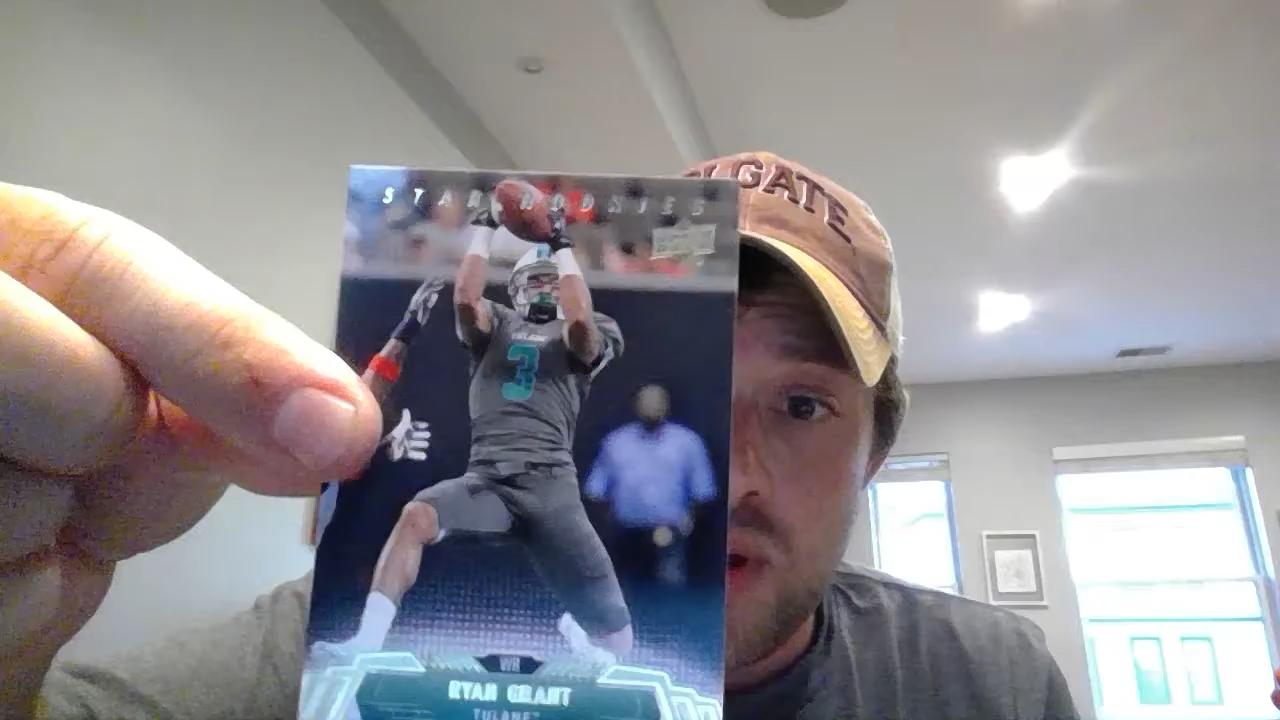 STAR ROOKIES
GATE
3
WR
RYAN GRANT
TULANE